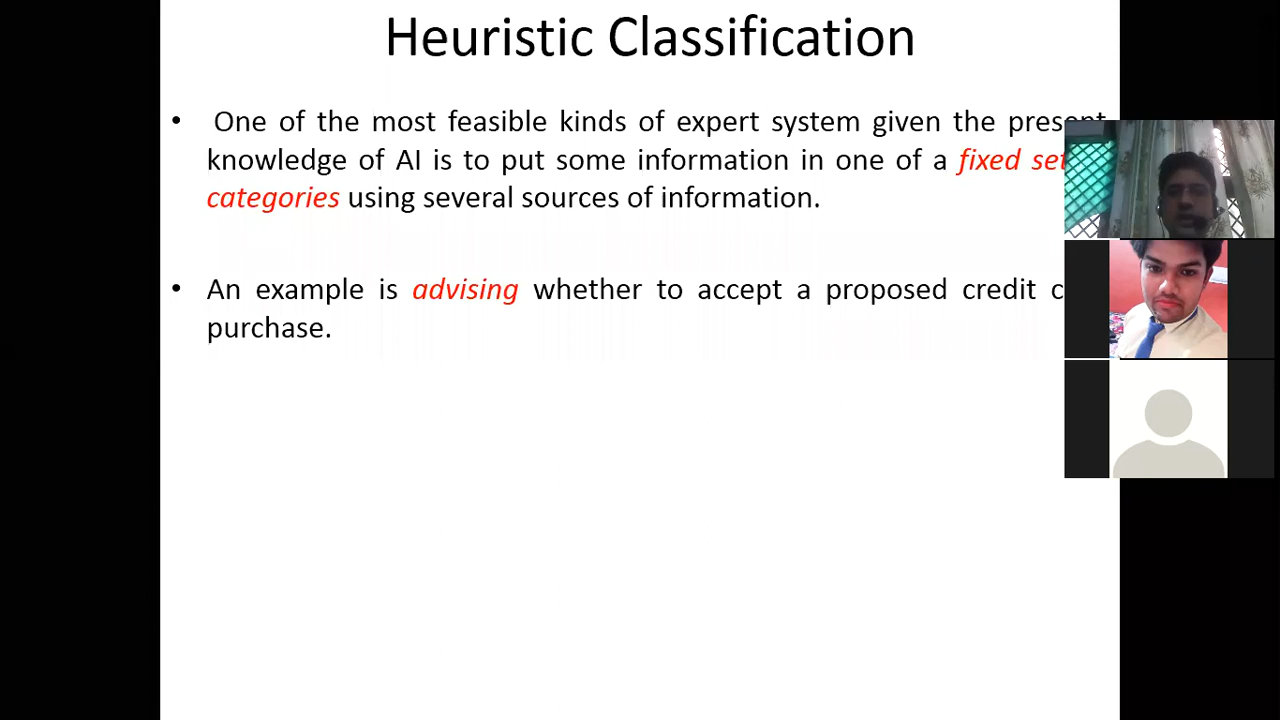 Heuristic Classification
• One of the most feasible kinds of expert system given the present
knowledge of AI is to put some information in one of a fixed set
categories using several sources of information.
• An example is advising whether to accept a proposed credit
purchase.